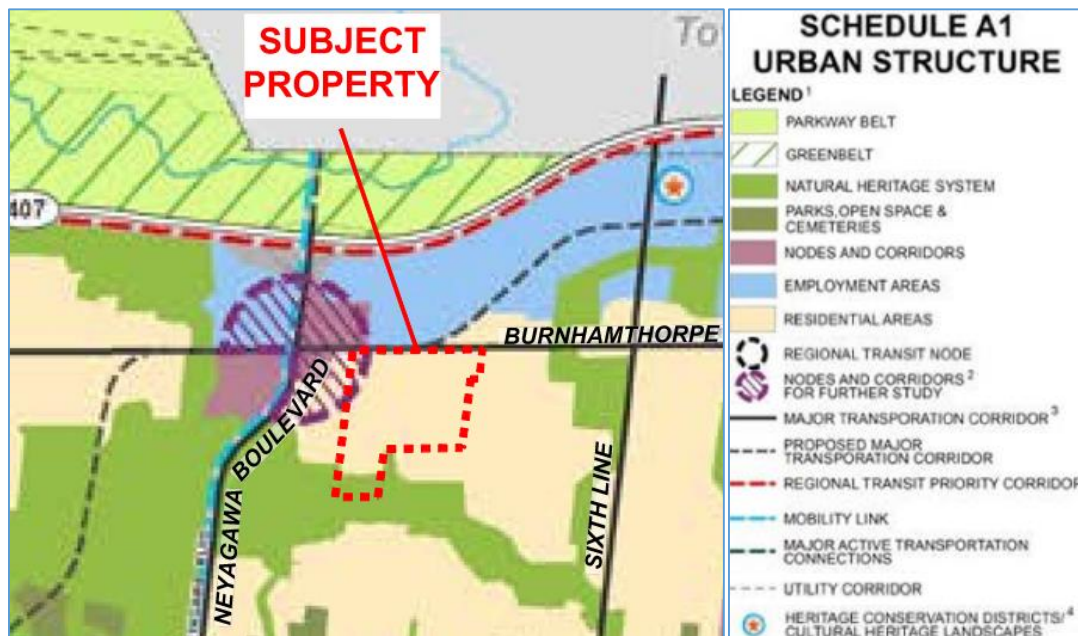 SUBJECT
PROPERTY
To
407
BURNHAMTHORPE
NEYAGAWA BOULEVARD
SIXTH LINE
SCHEDULE A1
URBAN STRUCTURE
LEGEND¹
PARKWAY BELT
GREENBELT
NATURAL HERITAGE SYSTEM
PARKS,OPEN SPACE &
CEMETERIES
NODES AND CORRIDORS
EMPLOYMENT AREAS
RESIDENTIAL AREAS
REGIONAL TRANSIT NODE
NODES AND CORRIDORS²
FOR FURTHER STUDY
MAJOR TRANSPORATION CORRIDOR³
PROPOSED MAJOR
TRANSPORATION CORRIDOR
REGIONAL TRANSIT PRIORITY CORRIDOR
MOBILITY LINK
MAJOR ACTIVE TRANSPORTATION
CONNECTIONS
UTILITY CORRIDOR
HERITAGE CONSERVATION DISTRICTS/⁴
CULTURAL HERITAGE LANDSCAPES